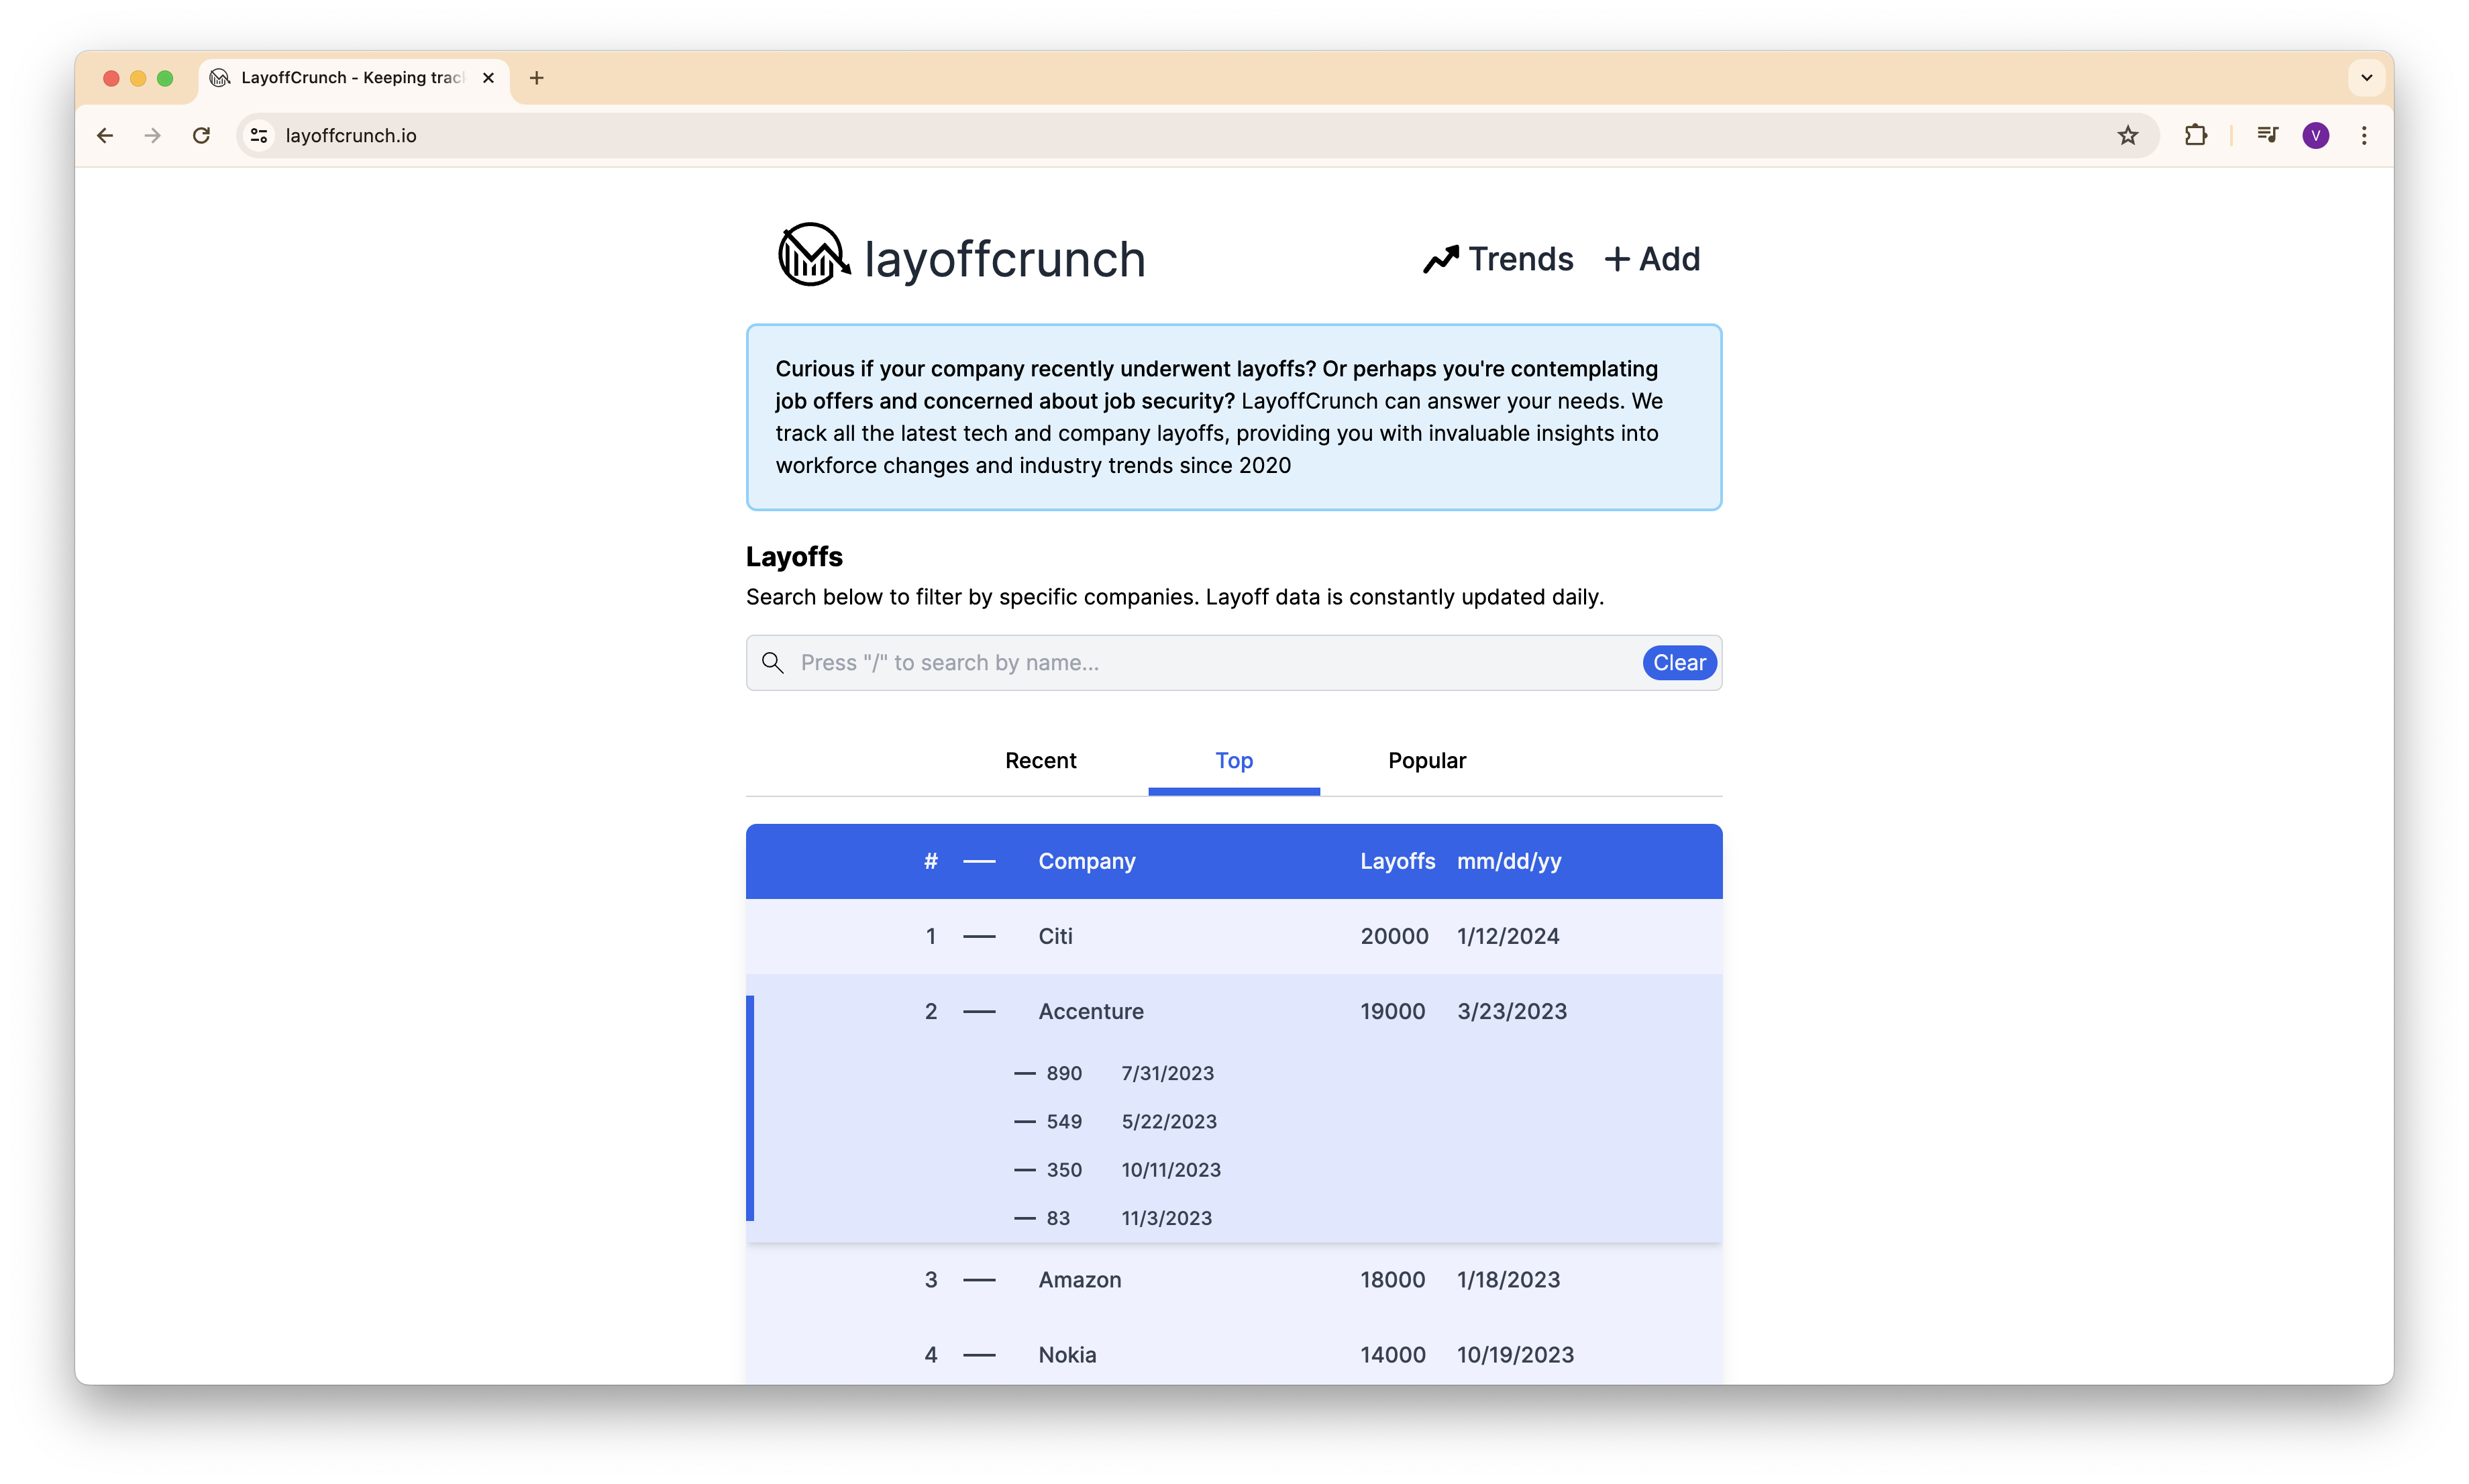 LayoffCrunch - Keeping trac
layoffcrunch.io
V
layoffcrunch
Trends
+ Add
Curious if your company recently underwent layoffs? Or perhaps you're contemplating
job offers and concerned about job security? LayoffCrunch can answer your needs. We
track all the latest tech and company layoffs, providing you with invaluable insights into
workforce changes and industry trends since 2020
Layoffs
Search below to filter by specific companies. Layoff data is constantly updated daily.
Press "/" to search by name...
Clear
Recent Top Popular
# — Company Layoffs mm/dd/yy
1 — Citi 20000 1/12/2024
2 — Accenture 19000 3/23/2023
— 890 7/31/2023
— 549 5/22/2023
— 350 10/11/2023
— 83 11/3/2023
3 — Amazon 18000 1/18/2023
4 — Nokia 14000 10/19/2023